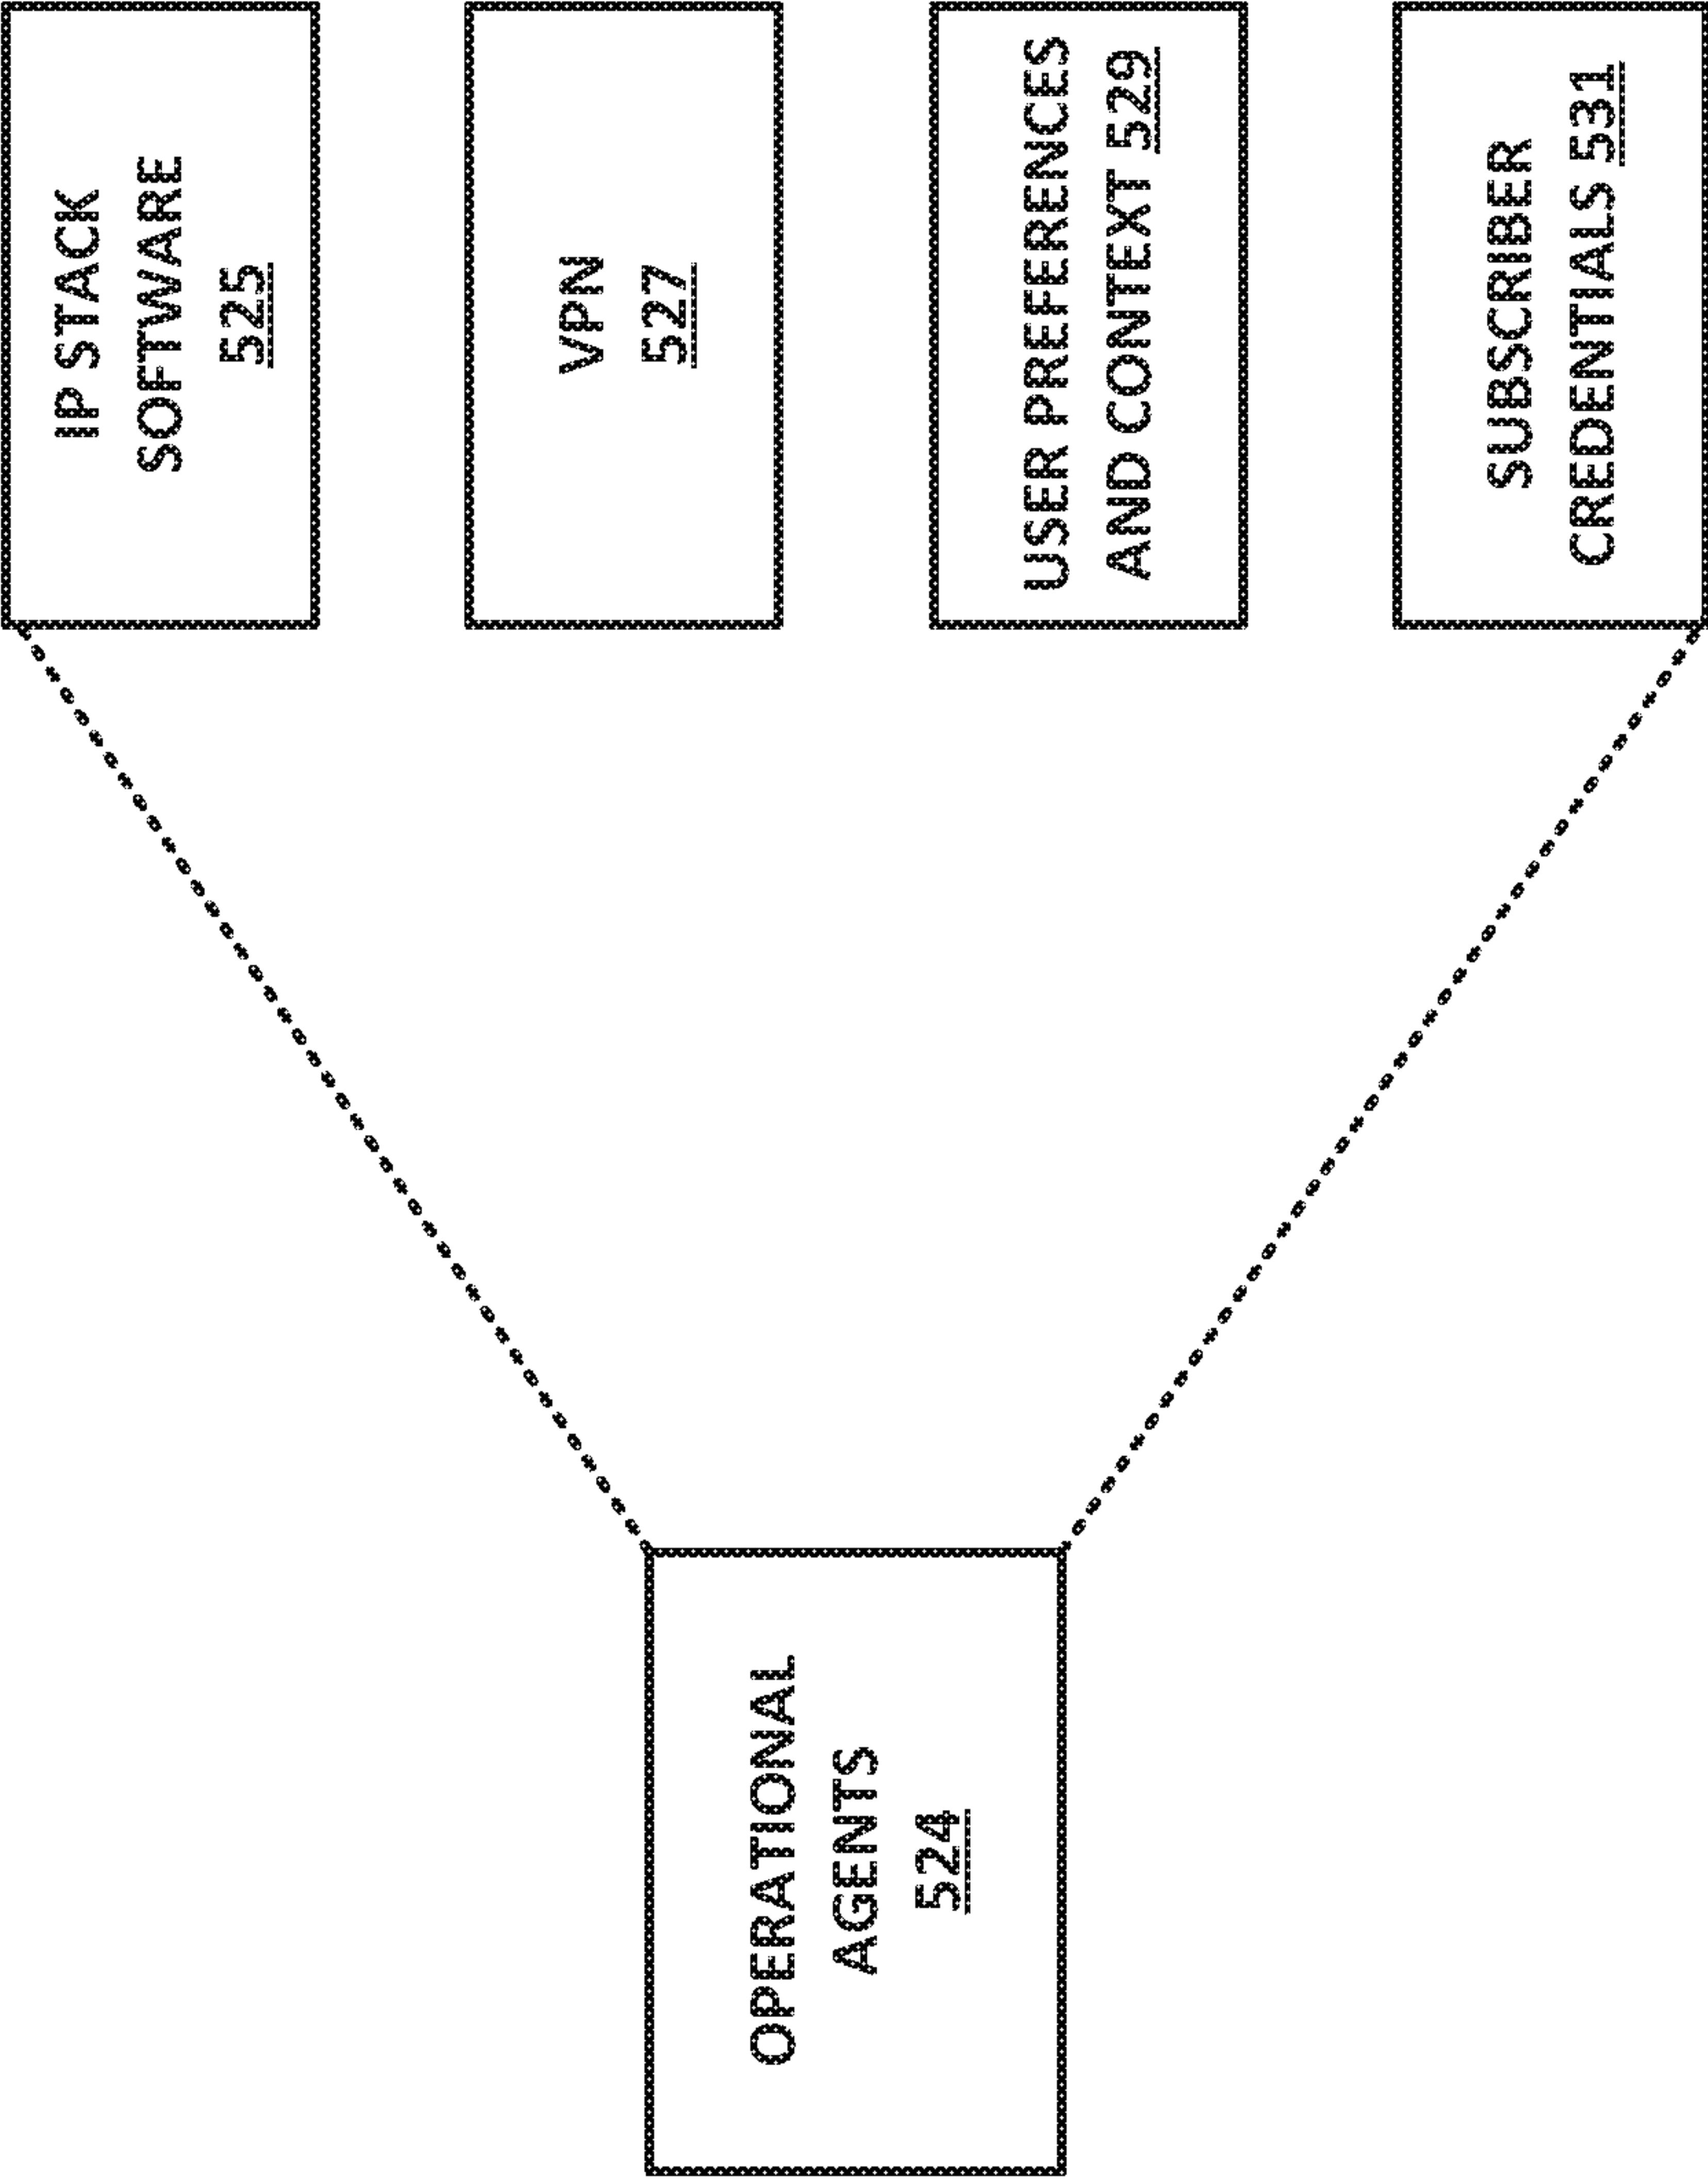 OPERATIONAL
AGENTS
524
IP STACK
SOFTWARE
525
VPN
527
USER PREFERENCES
AND CONTEXT 529
SUBSCRIBER
CREDENTIALS 531